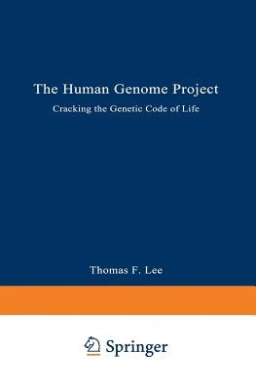 The Human Genome Project
Cracking the Genetic Code of Life
Thomas F. Lee
Springer